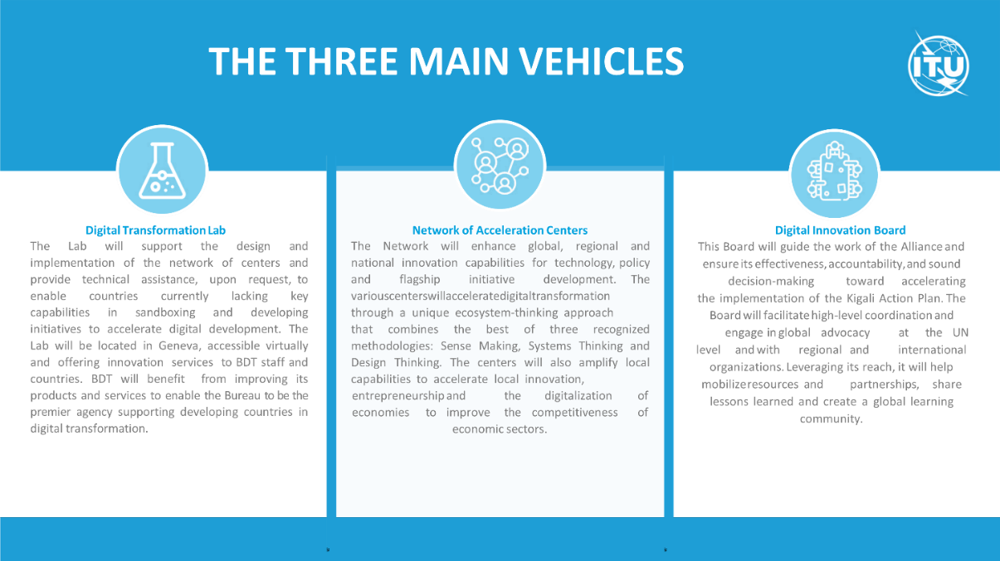 THE THREE MAIN VEHICLES
ITU
Digital Transformation Lab
The Lab will support the design and
implementation of the network of centers and
provide technical assistance, upon request, to
enable countries currently lacking key
capabilities in sandboxing and developing
initiatives to accelerate digital development. The
Lab will be located in Geneva, accessible virtually
and offering innovation services to BDT staff and
countries. BDT will benefit from improving its
products and services to enable the Bureau to be the
premier agency supporting developing countries in
digital transformation.
Network of Acceleration Centers
The Network will enhance global, regional and
national innovation capabilities for technology, policy
and flagship initiative development. The
variouscenterswillacceleratedigitaltransformation
through a unique ecosystem-thinking approach
that combines the best of three recognized
methodologies: Sense Making, Systems Thinking and
Design Thinking. The centers will also amplify local
capabilities to accelerate local innovation,
entrepreneurship and the digitalization of
economies to improve the competitiveness of
economic sectors.
Digital Innovation Board
This Board will guide the work of the Alliance and
ensure its effectiveness, accountability, and sound
decision-making toward accelerating
the implementation of the Kigali Action Plan. The
Board will facilitate high-level coordination and
engage in global advocacy at the UN
level and with regional and international
organizations. Leveraging its reach, it will help
mobilize resources and partnerships, share
lessons learned and create a global learning
community.